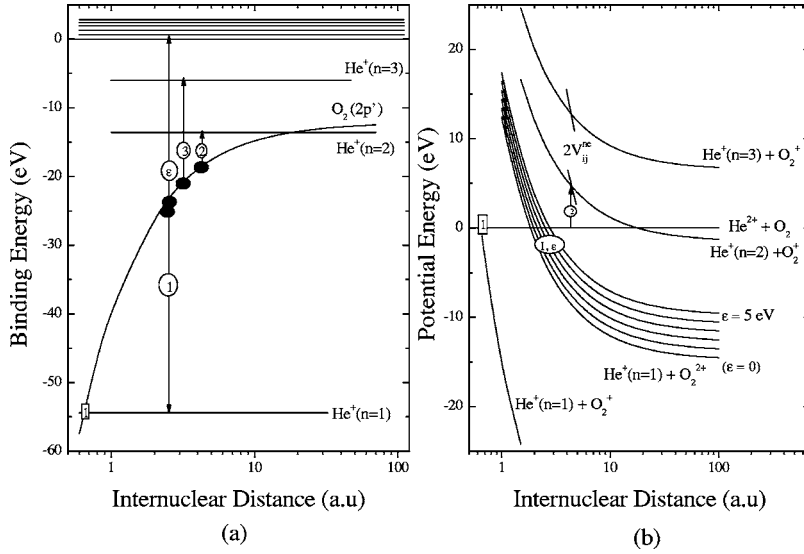 0
-10
-20
-30
-40
-50
-60
Binding Energy (eV)
He⁺(n=3)
O₂(2p')
He⁺(n=2)
ε
3
2
1
1
He⁺(n=1)
1
10
100
Internuclear Distance (a.u)
(a)
20
10
0
-10
-20
Potential Energy (eV)
2Vᵢⱼⁿᵉ
He⁺(n=3) + O₂⁺
1
2
He²⁺ + O₂
He⁺(n=2) +O₂⁺
1, ε
ε = 5 eV
(ε = 0)
He⁺(n=1) + O₂²⁺
He⁺(n=1) + O₂⁺
1
10
100
Internuclear Distance (a.u)
(b)